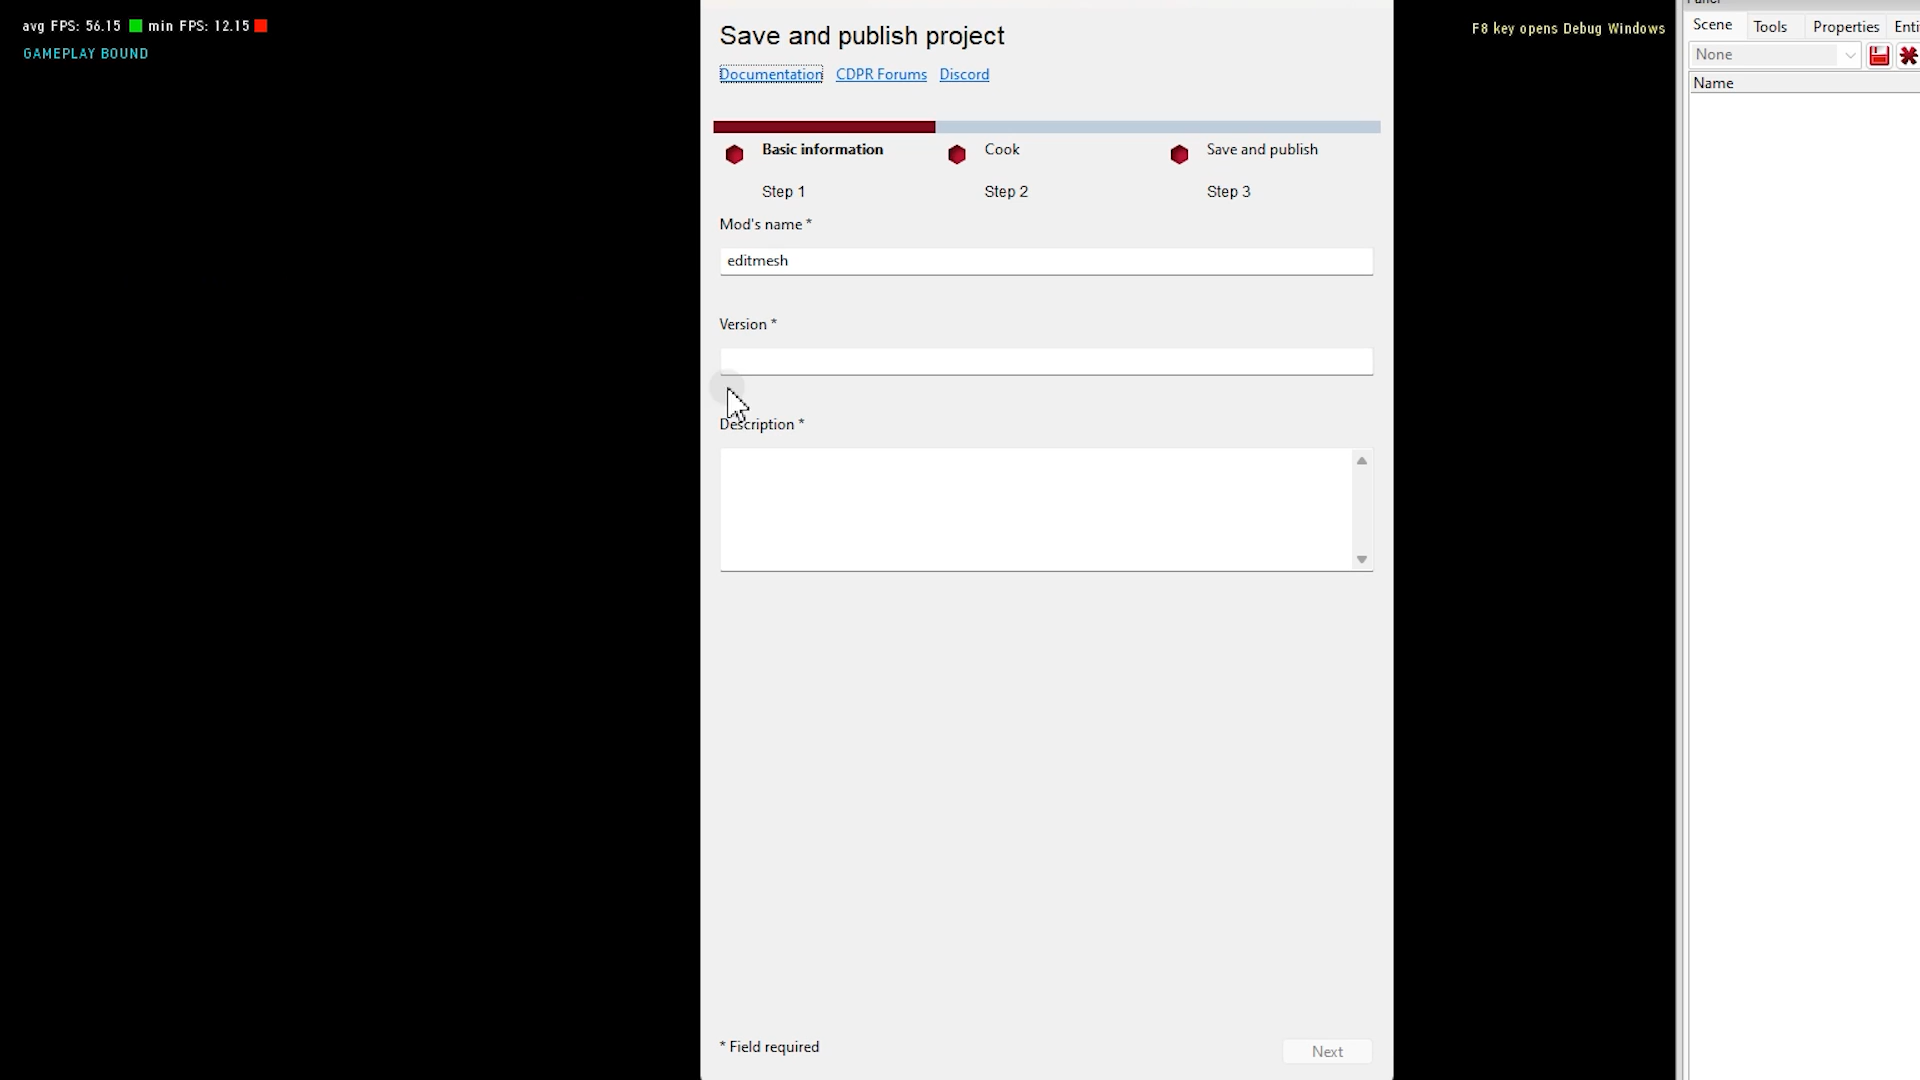 avg FPS: 56.15 min FPS: 12.15
GAMEPLAY BOUND
Save and publish project
Documentation CDPR Forums Discord
Basic information
Step 1
Cook
Step 2
Save and publish
Step 3
Mod's name *
editmesh
Version *
Description *
* Field required
Next
F8 key opens Debug Windows
Scene Tools Properties
None
Name